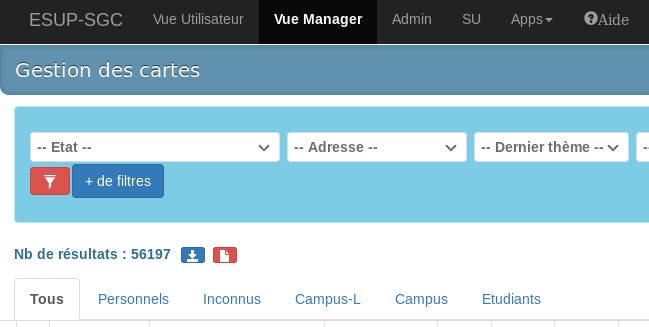 ESUP-SGC Vue Utilisateur Vue Manager Admin SU Apps Aide
Gestion des cartes
-- Etat -- -- Adresse -- -- Dernier thème --
+ de filtres
Nb de résultats : 56197
Tous Personnels Inconnus Campus-L Campus Etudiants